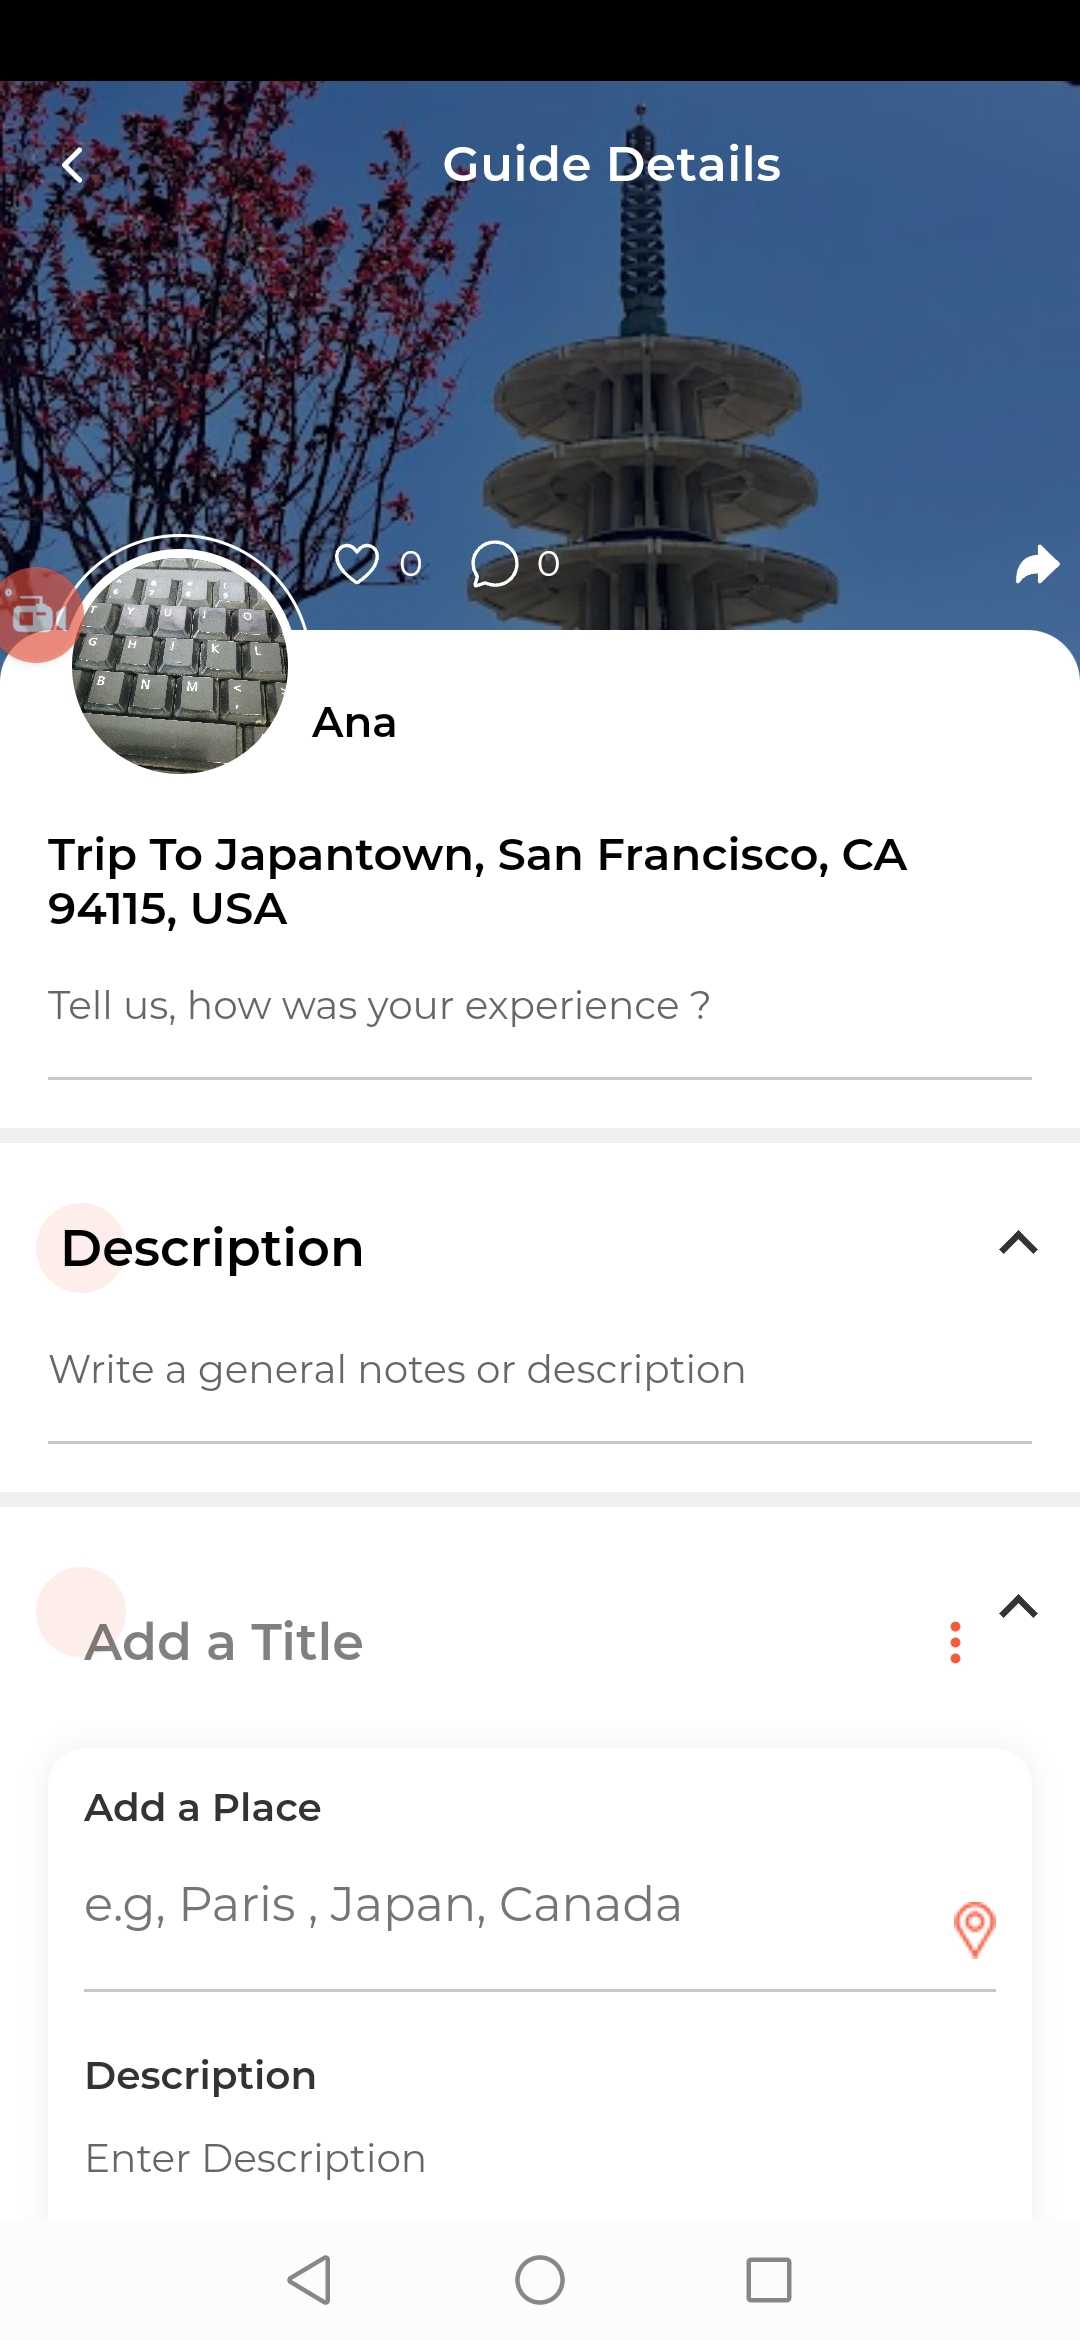 Guide Details
0 0
Ana
Trip To Japantown, San Francisco, CA
94115, USA
Tell us, how was your experience ?
Description
Write a general notes or description
Add a Title
Add a Place
e.g, Paris , Japan, Canada
Description
Enter Description